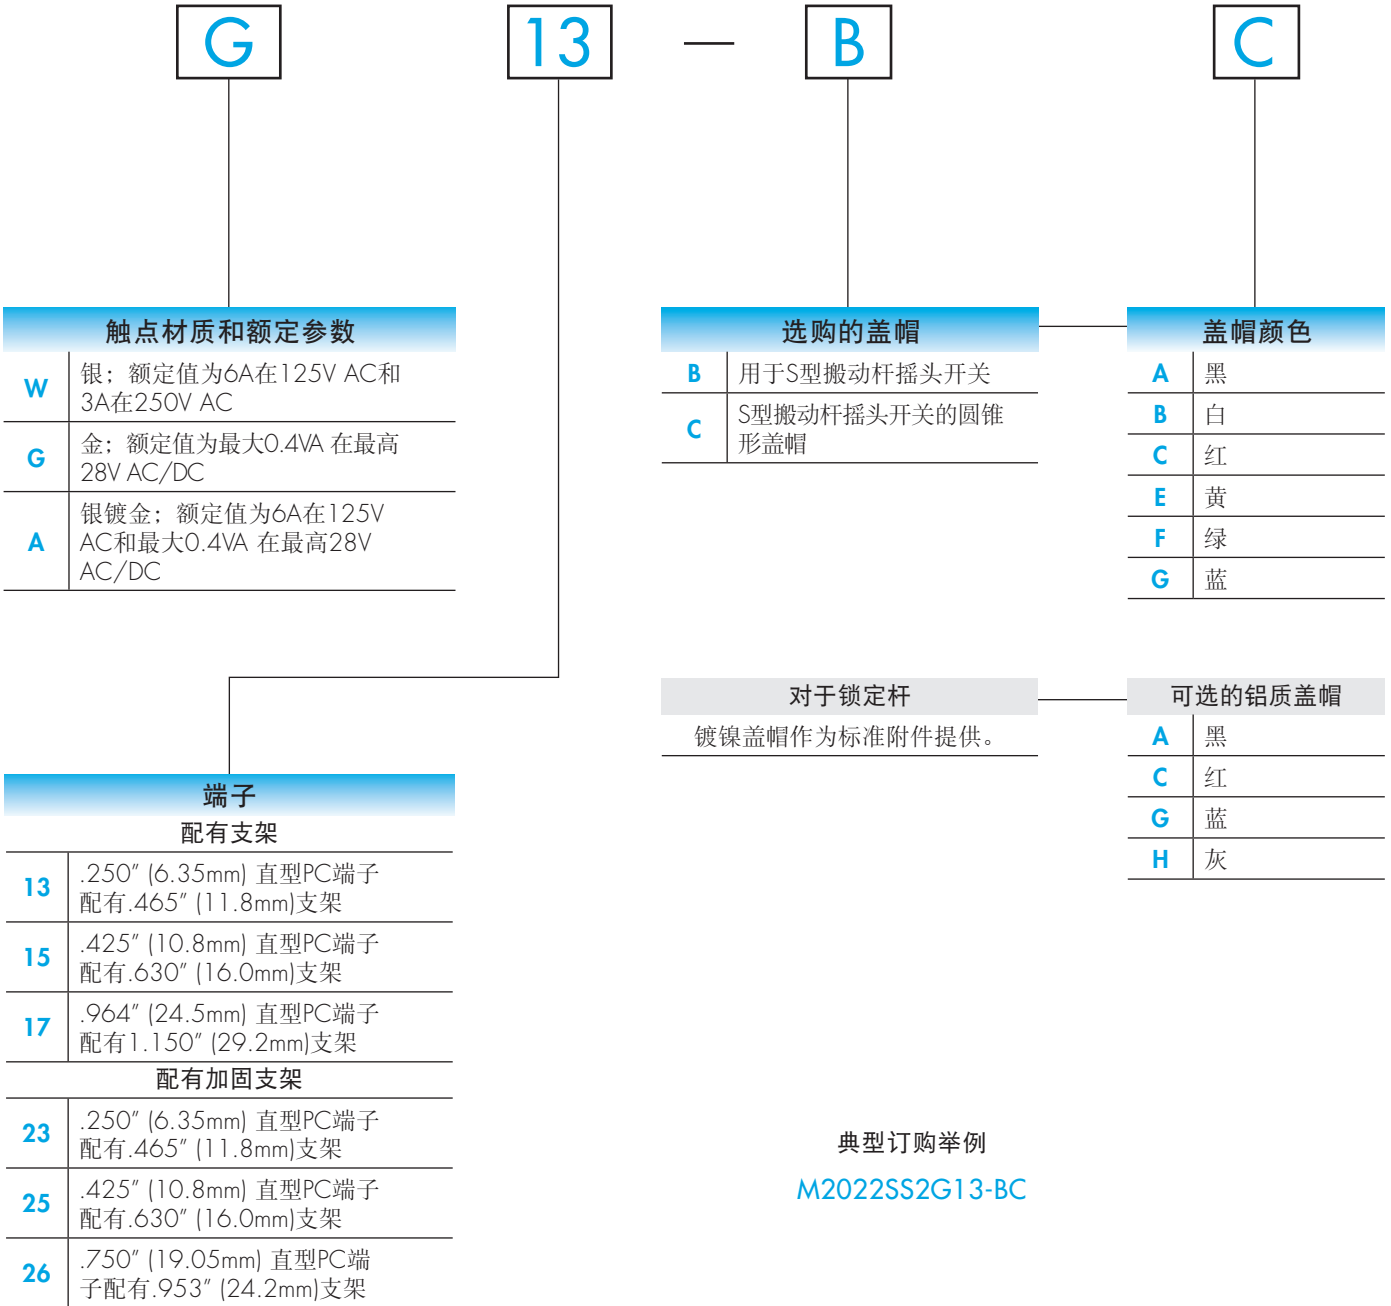 G 13 — B C
触点材质和额定参数
W 银；额定值为6A在125V AC和
3A在250V AC
G 金；额定值为最大0.4VA 在最高
28V AC/DC
A 银镀金；额定值为6A在125V
AC和最大0.4VA 在最高28V
AC/DC
选购的盖帽
B 用于S型搬动杆摇头开关
C S型搬动杆摇头开关的圆锥
形盖帽
盖帽颜色
A 黑
B 白
C 红
E 黄
F 绿
G 蓝
对于锁定杆
镀镍盖帽作为标准附件提供。
可选的铝质盖帽
A 黑
C 红
G 蓝
H 灰
端子
配有支架
13 .250" (6.35mm) 直型PC端子
配有.465" (11.8mm)支架
15 .425" (10.8mm) 直型PC端子
配有.630" (16.0mm)支架
17 .964" (24.5mm) 直型PC端子
配有1.150" (29.2mm)支架
配有加固支架
23 .250" (6.35mm) 直型PC端子
配有.465" (11.8mm)支架
25 .425" (10.8mm) 直型PC端子
配有.630" (16.0mm)支架
26 .750" (19.05mm) 直型PC端
子配有.953" (24.2mm)支架
典型订购举例
M2022SS2G13-BC